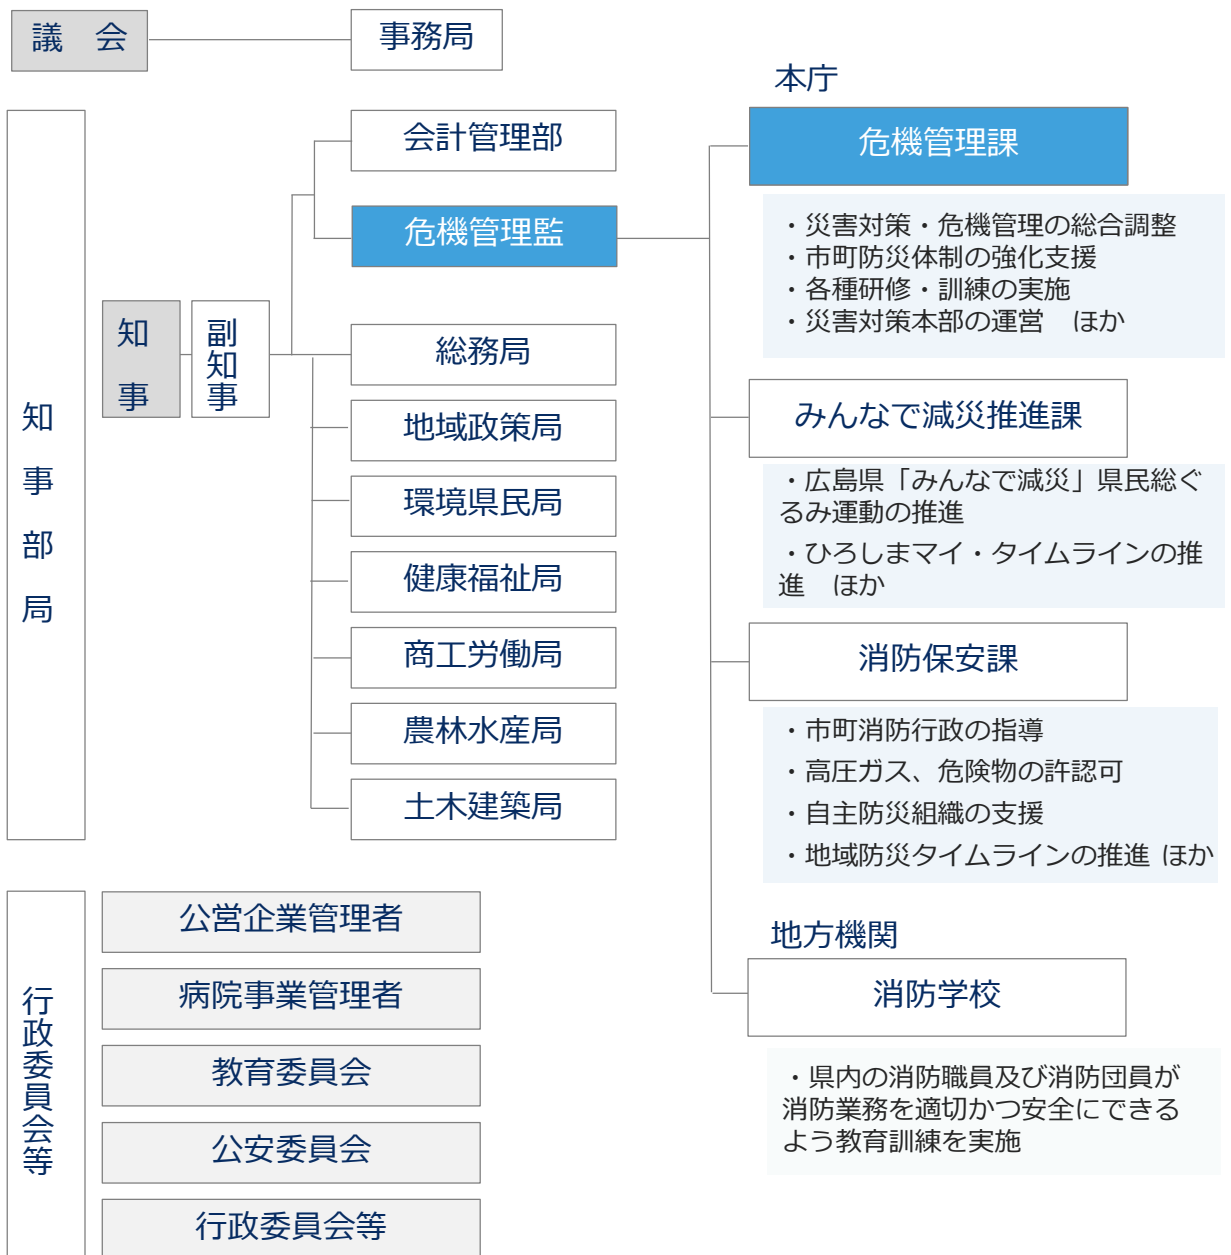 議　会
事務局
知事部局
知事
副知事
会計管理部
危機管理監
総務局
地域政策局
環境県民局
健康福祉局
商工労働局
農林水産局
土木建築局
行政委員会等
公営企業管理者
病院事業管理者
教育委員会
公安委員会
行政委員会等
本庁
危機管理課
・災害対策・危機管理の総合調整
・市町防災体制の強化支援
・各種研修・訓練の実施
・災害対策本部の運営　ほか
みんなで減災推進課
・広島県「みんなで減災」県民総ぐ
るみ運動の推進
・ひろしまマイ・タイムラインの推
進　ほか
消防保安課
・市町消防行政の指導
・高圧ガス、危険物の許認可
・自主防災組織の支援
・地域防災タイムラインの推進 ほか
地方機関
消防学校
・県内の消防職員及び消防団員が
消防業務を適切かつ安全にできる
よう教育訓練を実施